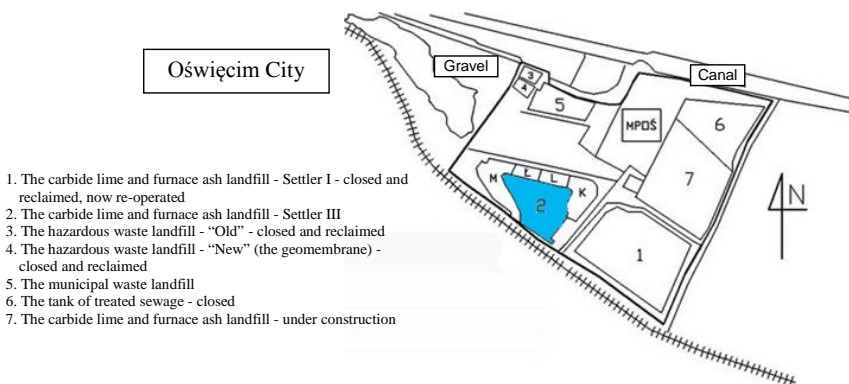 Oświęcim City
Gravel
Canal
3
4
5
MPOŚ
6
7
M
Ł
L
K
2
1
N
1. The carbide lime and furnace ash landfill - Settler I - closed and
reclaimed, now re-operated
2. The carbide lime and furnace ash landfill - Settler III
3. The hazardous waste landfill - “Old” - closed and reclaimed
4. The hazardous waste landfill - “New” (the geomembrane) -
closed and reclaimed
5. The municipal waste landfill
6. The tank of treated sewage - closed
7. The carbide lime and furnace ash landfill - under construction